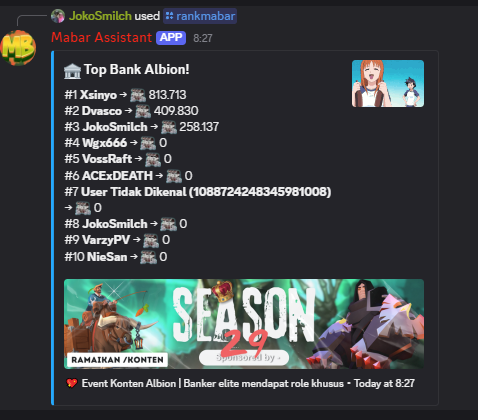 JokoSmilch used rankmabar
MB
Mabar Assistant APP 8:27
Top Bank Albion!
#1 Xsinyo → 813.713
#2 Dvasco → 409.830
#3 JokoSmilch → 258.137
#4 Wgx666 → 0
#5 VossRaft → 0
#6 ACExDEATH → 0
#7 User Tidak Dikenal (1088724248345981008)
→ 0
#8 JokoSmilch → 0
#9 VarzyPV → 0
#10 NieSan → 0
SEASON
29
Sponsored by -
RAMAIKAN /KONTEN
Event Konten Albion | Banker elite mendapat role khusus • Today at 8:27